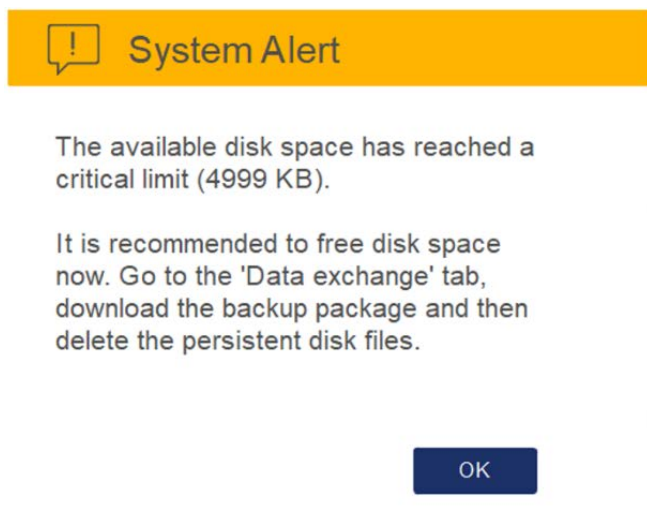 System Alert
The available disk space has reached a
critical limit (4999 KB).
It is recommended to free disk space
now. Go to the 'Data exchange' tab,
download the backup package and then
delete the persistent disk files.
OK